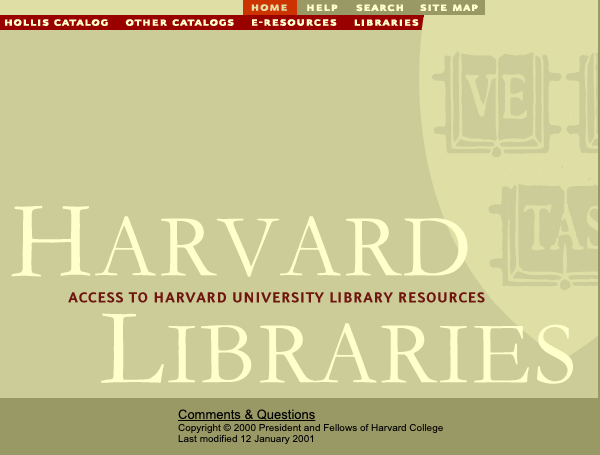 HOME HELP SEARCH SITE MAP
HOLLIS CATALOG OTHER CATALOGS E-RESOURCES LIBRARIES
VE
TAS
HARVARD
ACCESS TO HARVARD UNIVERSITY LIBRARY RESOURCES
LIBRARIES
Comments & Questions
Copyright © 2000 President and Fellows of Harvard College
Last modified 12 January 2001